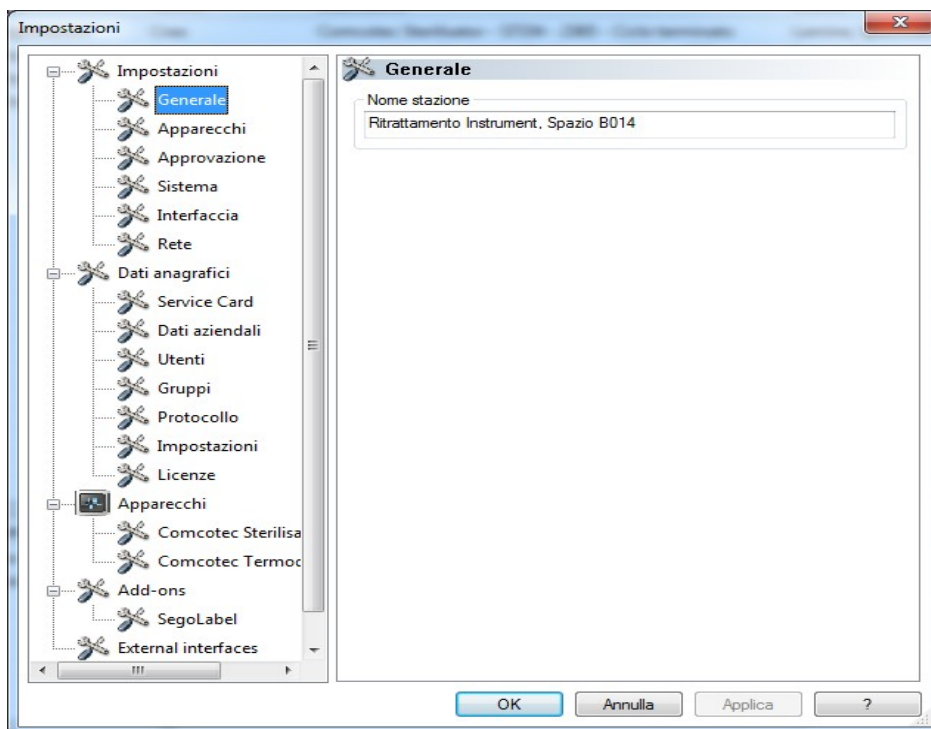 Impostazioni
Impostazioni
Generale
Apparecchi
Approvazione
Sistema
Interfaccia
Rete
Dati anagrafici
Service Card
Dati aziendali
Utenti
Gruppi
Protocollo
Impostazioni
Licenze
Apparecchi
Comcotec Sterilisa
Comcotec Termoc
Add-ons
SegoLabel
External interfaces
Generale
Nome stazione
Ritrattamento Instrument, Spazio B014
OK
Annulla
Applica
?